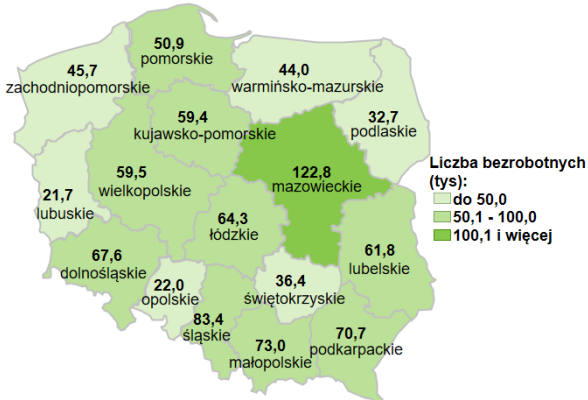 50,9
pomorskie
45,7
zachodniopomorskie
44,0
warmińsko-mazurskie
32,7
podlaskie
59,4
kujawsko-pomorskie
122,8
mazowieckie
59,5
wielkopolskie
21,7
lubuskie
64,3
łódzkie
67,6
dolnośląskie
61,8
lubelskie
22,0
opolskie
36,4
świętokrzyskie
83,4
śląskie
73,0
małopolskie
70,7
podkarpackie
Liczba bezrobotnych
(tys):
do 50,0
50,1 - 100,0
100,1 i więcej